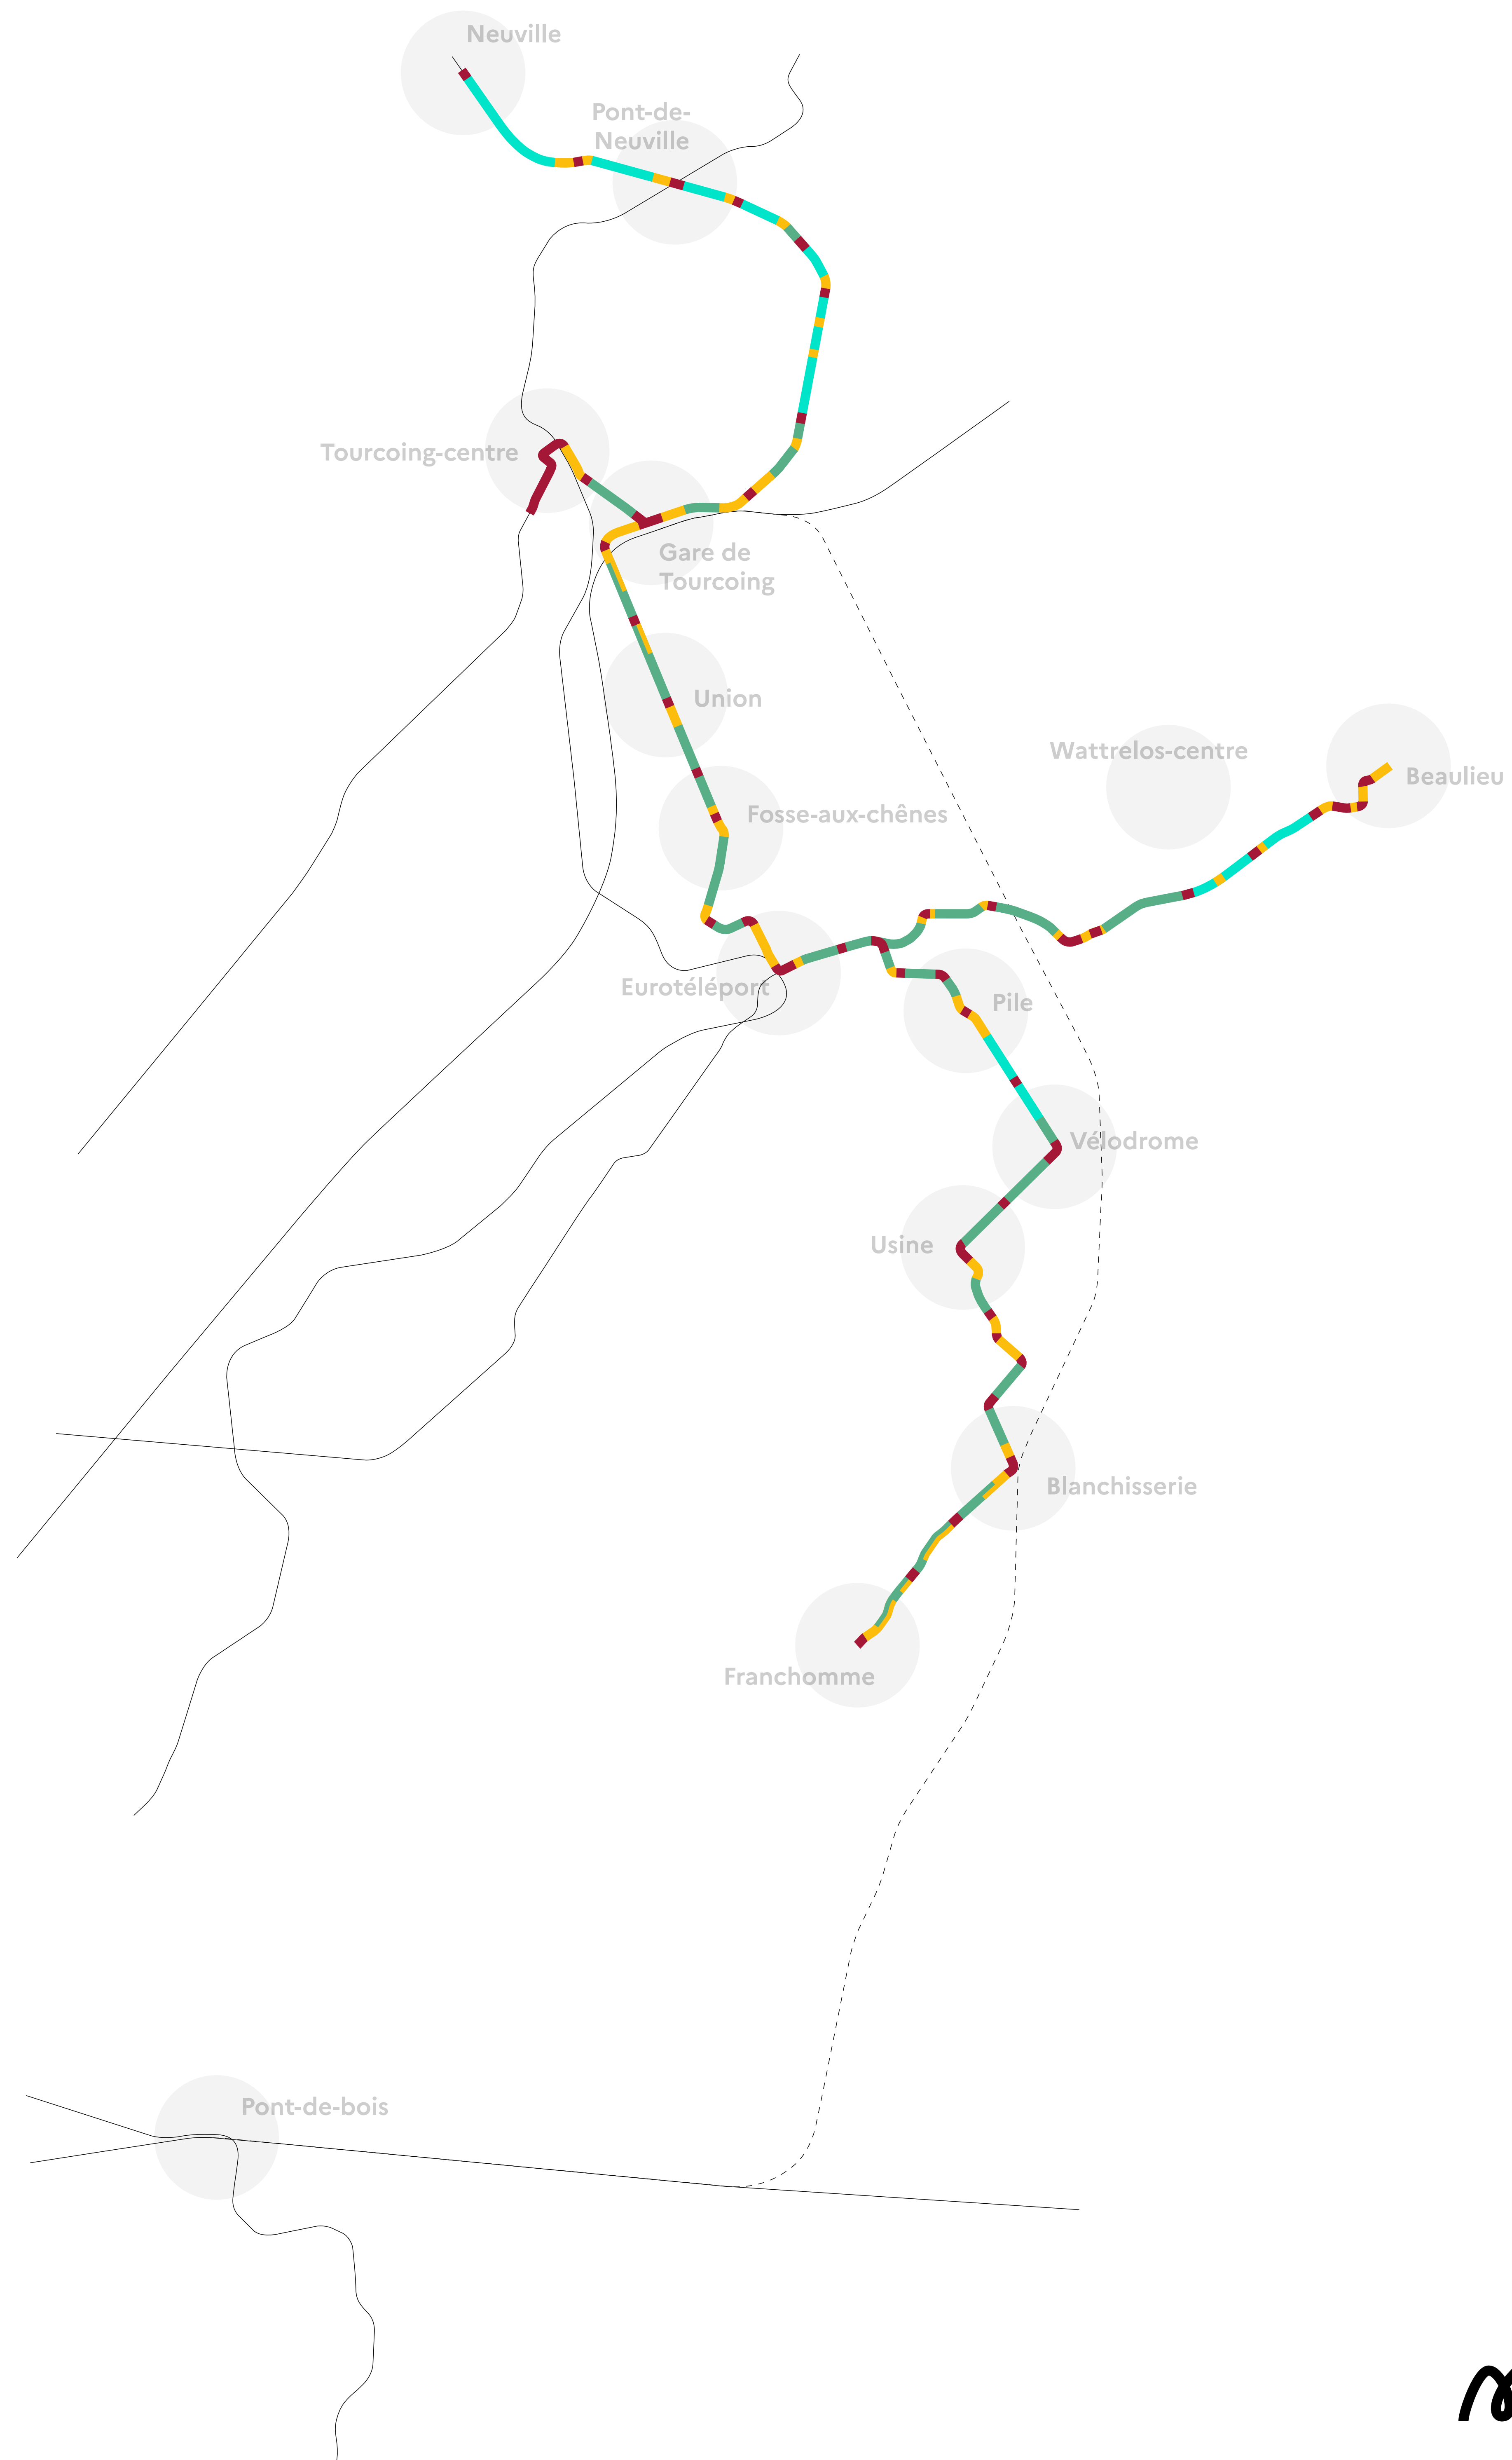 Neuville
Pont-de-
Neuville
Tourcoing-centre
Gare de
Tourcoing
Union
Wattrelos-centre
Beaulieu
Fosse-aux-chênes
Eurotéléport
Pile
Vélodrome
Usine
Blanchisserie
Franchomme
Pont-de-bois